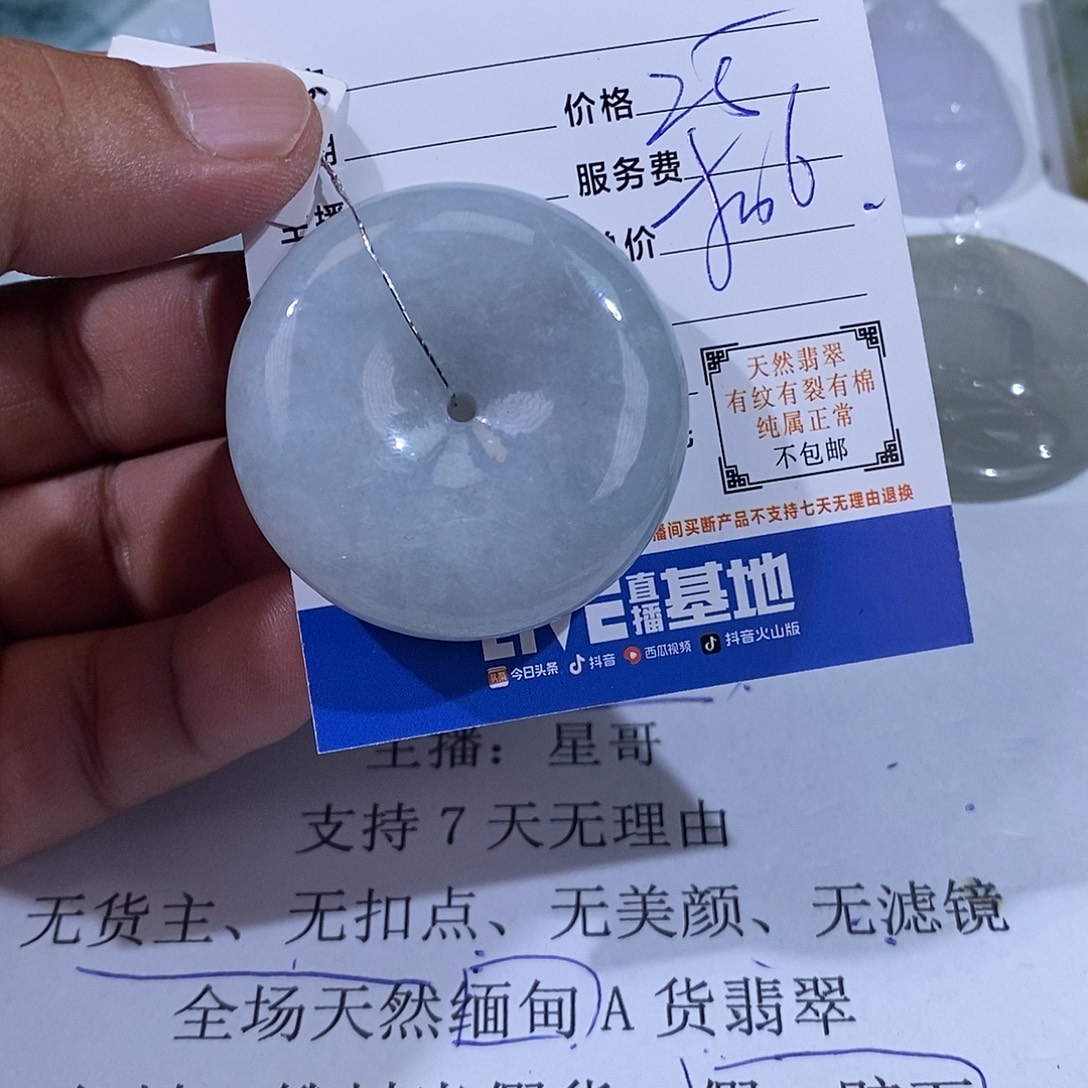 价格
服务费
价
天然翡翠
有纹有裂有棉
纯属正常
不包邮
播间买断产品不支持七天无理由退换
LIVE直播基地
今日头条 抖音 西瓜视频 抖音火山版
主播：星哥
支持7天无理由
无货主、无扣点、无美颜、无滤镜
全场天然缅甸A货翡翠